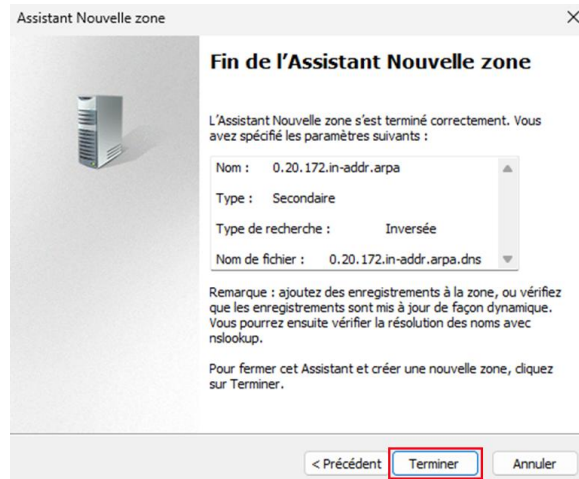 Assistant Nouvelle zone
Fin de l'Assistant Nouvelle zone
L'Assistant Nouvelle zone s'est terminé correctement. Vous
avez spécifié les paramètres suivants :
Nom : 0.20.172.in-addr.arpa
Type : Secondaire
Type de recherche : Inversée
Nom de fichier : 0.20.172.in-addr.arpa.dns
Remarque : ajoutez des enregistrements à la zone, ou vérifiez
que les enregistrements sont mis à jour de façon dynamique.
Vous pourrez ensuite vérifier la résolution des noms avec
nslookup.
Pour fermer cet Assistant et créer une nouvelle zone, cliquez
sur Terminer.
< Précédent Terminer Annuler